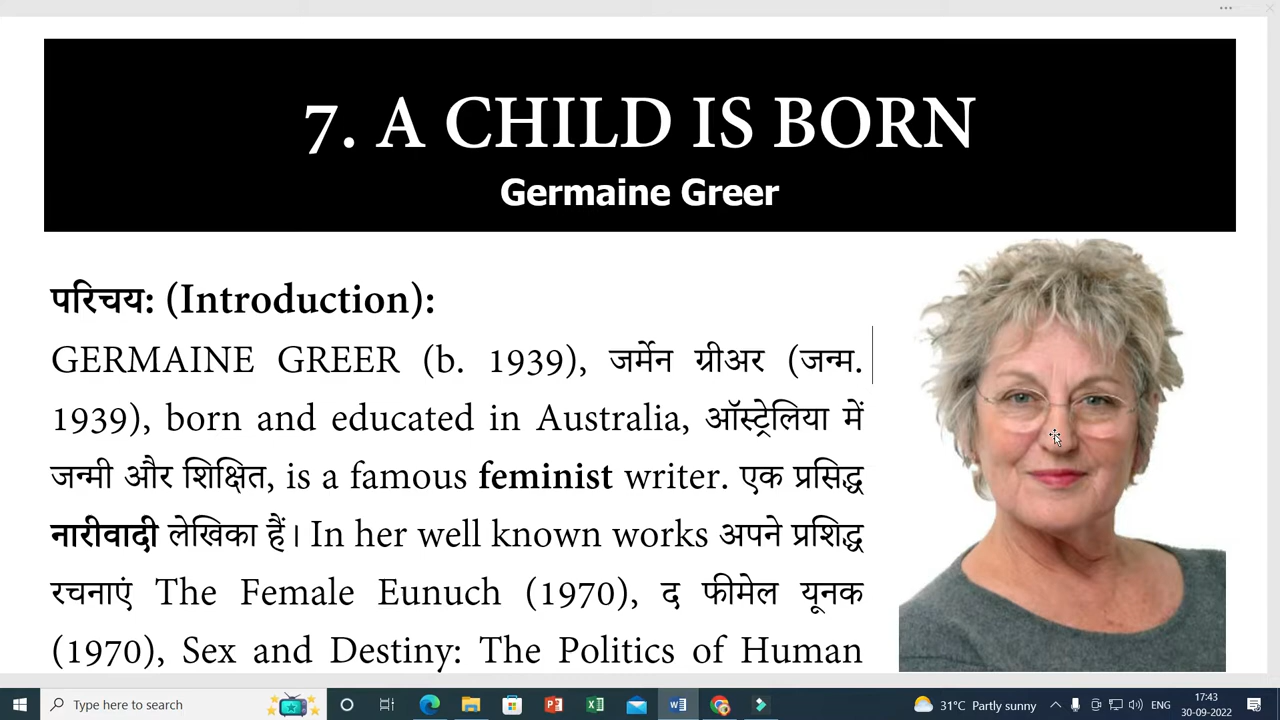 7. A CHILD IS BORN
Germaine Greer
परिचय: (Introduction):
GERMAINE GREER (b. 1939), जर्मेन ग्रीअर (जन्म.
1939), born and educated in Australia, ऑस्ट्रेलिया में
जन्मी और शिक्षित, is a famous feminist writer. एक प्रसिद्ध
नारीवादी लेखिका हैं। In her well known works अपने प्रशिद्ध
रचनाएं The Female Eunuch (1970), द फीमेल यूनक
(1970), Sex and Destiny: The Politics of Human
Type here to search
31°C Partly sunny
ENG
17:43
30-09-2022